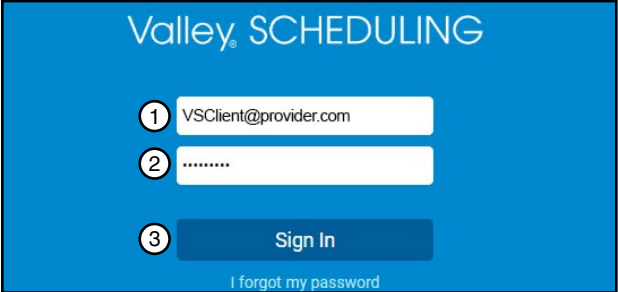 Valley® SCHEDULING
1 VSClient@provider.com
2 •••••••••
3 Sign In
I forgot my password